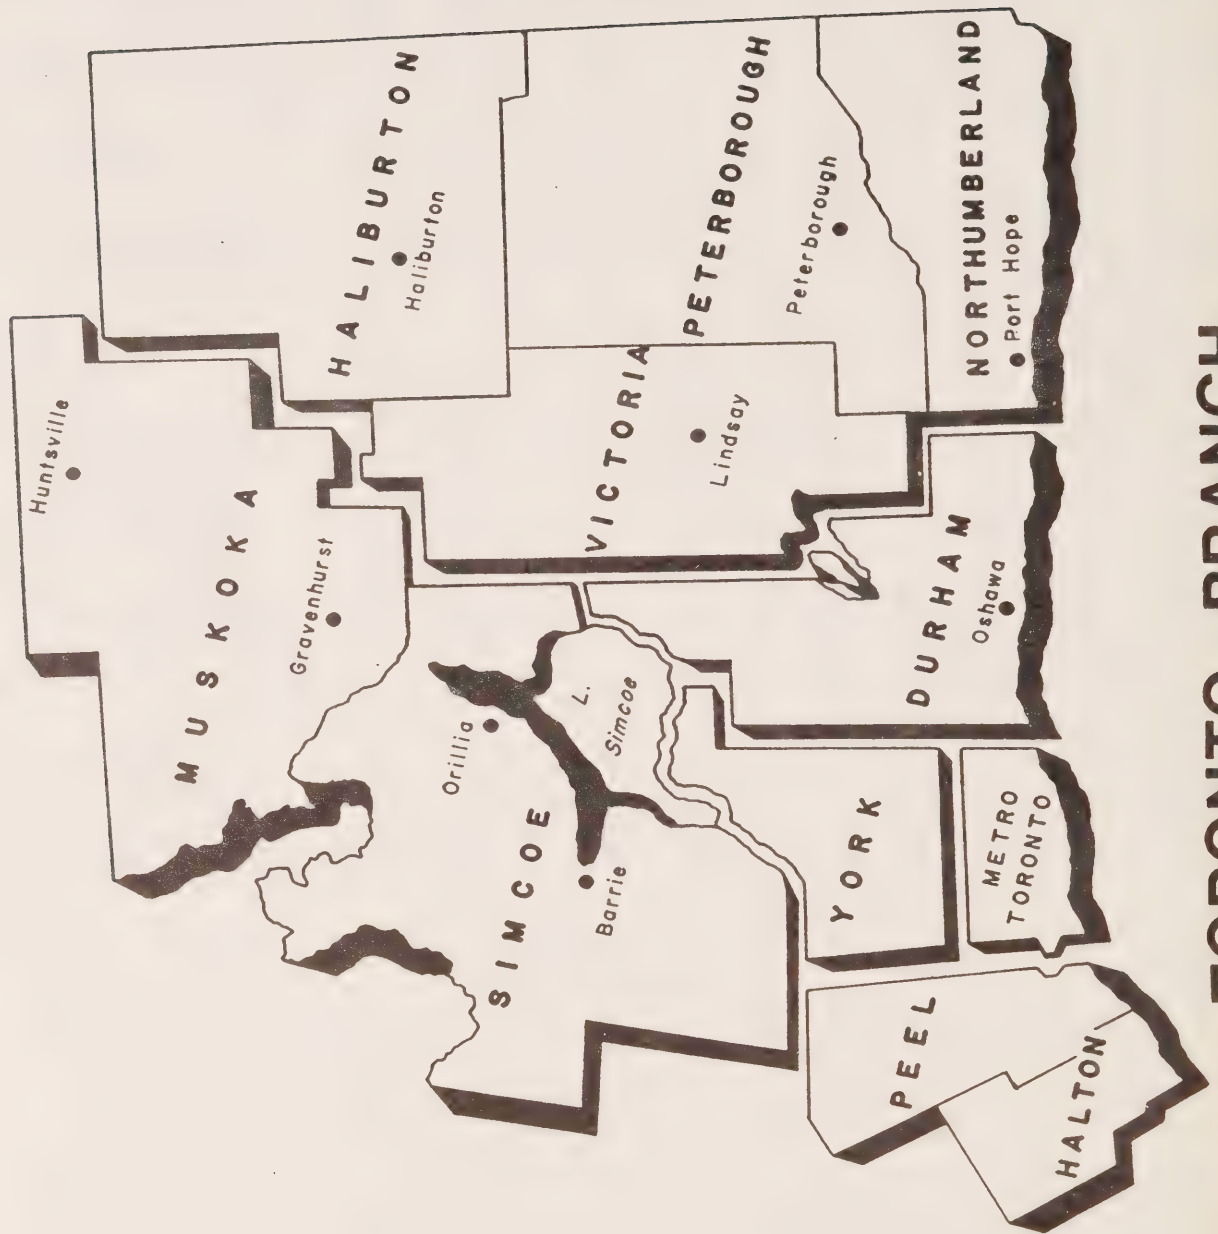 Huntsville
MUSKOKA
Gravenhurst
HALIBURTON
Haliburton
Orillia
L.
Simcoe
SIMCOE
Barrie
VICTORIA
Lindsay
PETERBOROUGH
Peterborough
NORTHUMBERLAND
Port Hope
DURHAM
Oshawa
YORK
METRO
TORONTO
PEEL
HALTON
TORONTO BRANCH